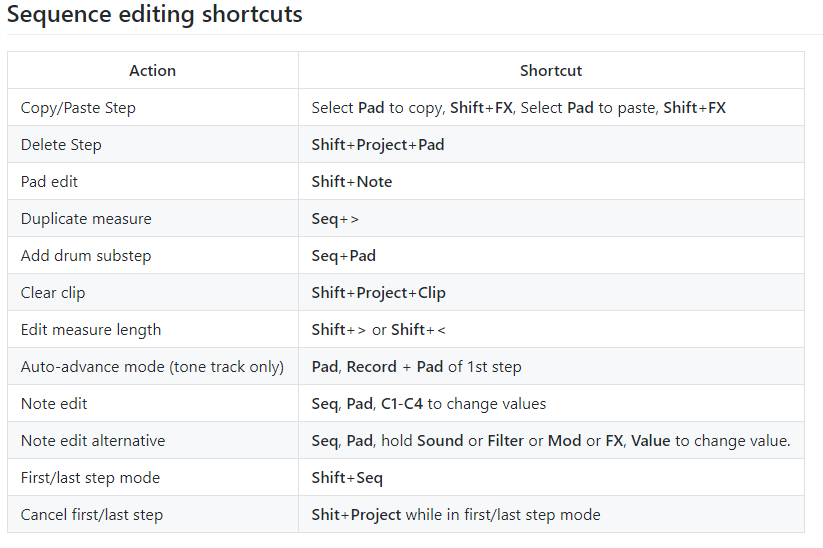 Sequence editing shortcuts
Action Shortcut
Copy/Paste Step Select Pad to copy, Shift+FX, Select Pad to paste, Shift+FX
Delete Step Shift+Project+Pad
Pad edit Shift+Note
Duplicate measure Seq+>
Add drum substep Seq+Pad
Clear clip Shift+Project+Clip
Edit measure length Shift+> or Shift+<
Auto-advance mode (tone track only) Pad, Record + Pad of 1st step
Note edit Seq, Pad, C1-C4 to change values
Note edit alternative Seq, Pad, hold Sound or Filter or Mod or FX, Value to change value.
First/last step mode Shift+Seq
Cancel first/last step Shit+Project while in first/last step mode